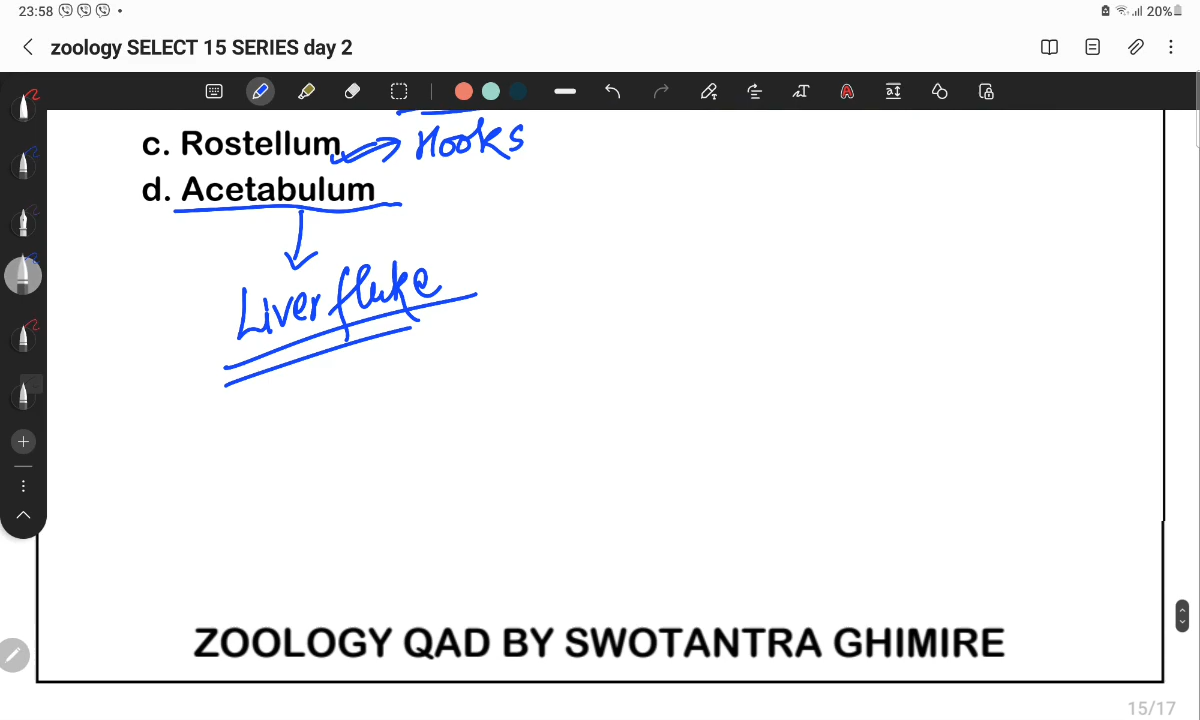 23:58 20%
zoology SELECT 15 SERIES day 2
c. Rostellum Hooks
d. Acetabulum
Liver fluke
ZOOLOGY QAD BY SWOTANTRA GHIMIRE
15/17